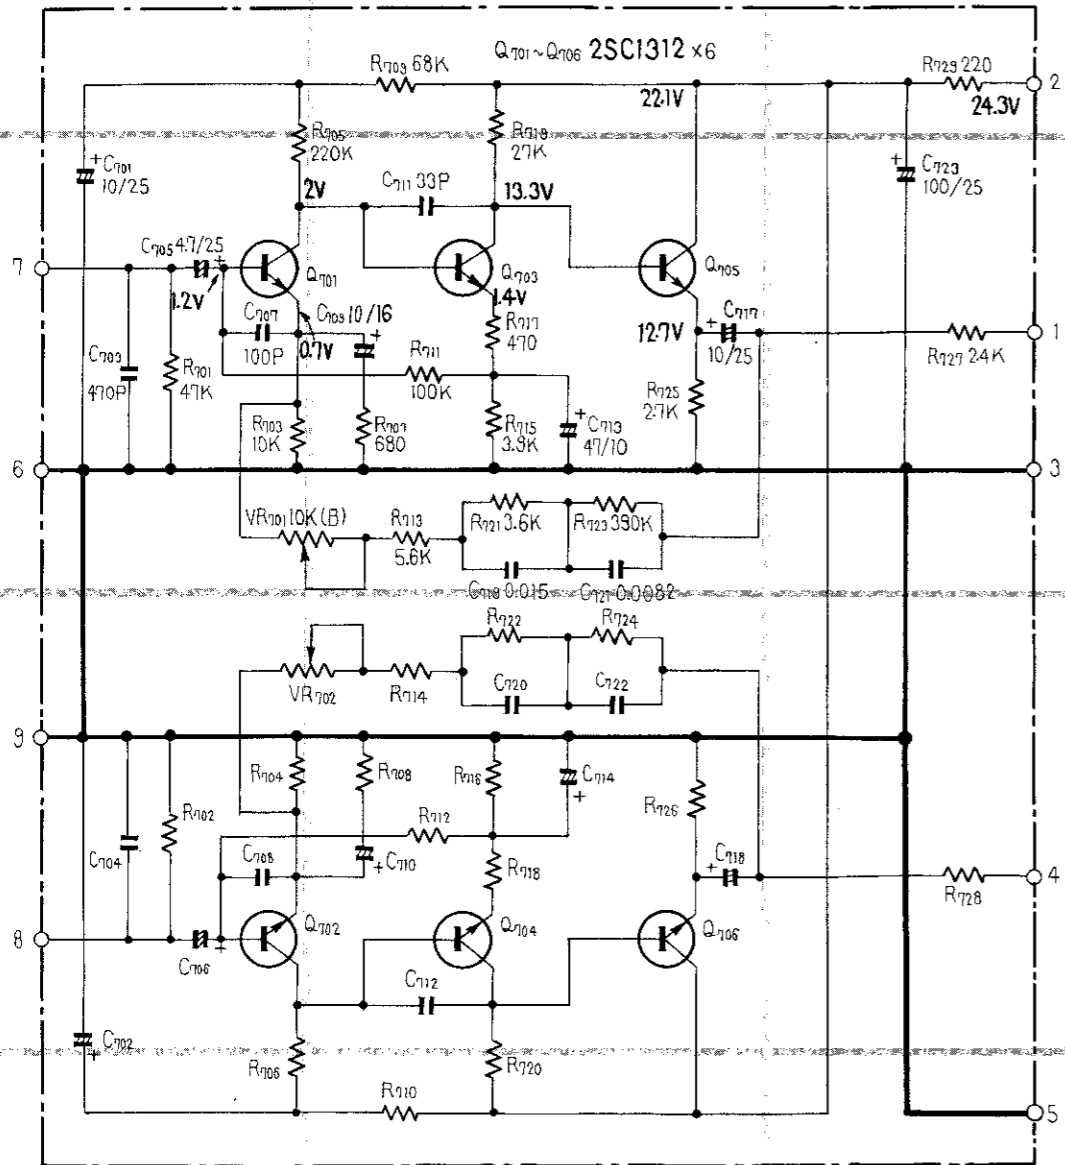 Q701~Q706 2SC1312 ×6
R709 68K
R729 220
2
22.1V
24.3V
R705
220K
R719
27K
+ C701
10/25
C711 33P
+ C723
100/25
2V
13.3V
C705 4.7/25
+
7
Q701
Q703
Q705
1.2V
1.4V
C709 10/16
+
C707
100P
0.7V
R717
470
12.7V
+ C717
10/25
1
R727 2.4K
C703
470P
R701
47K
R711
100K
R725
2.7K
R703
10K
R707
680
R715
3.9K
+ C713
47/10
6
3
VR701 10K(B)
R713
5.6K
R721 3.6K
R723 390K
C719 0.015
C721 0.0082
R722
R724
VR702
R714
C720
C722
9
R704
R708
R716
C714
+
R726
R702
R712
C704
C708
C710
+
R718
C718
+
4
R728
8
Q702
Q704
Q706
C706
+
C712
C702
+
R706
R720
R710
5